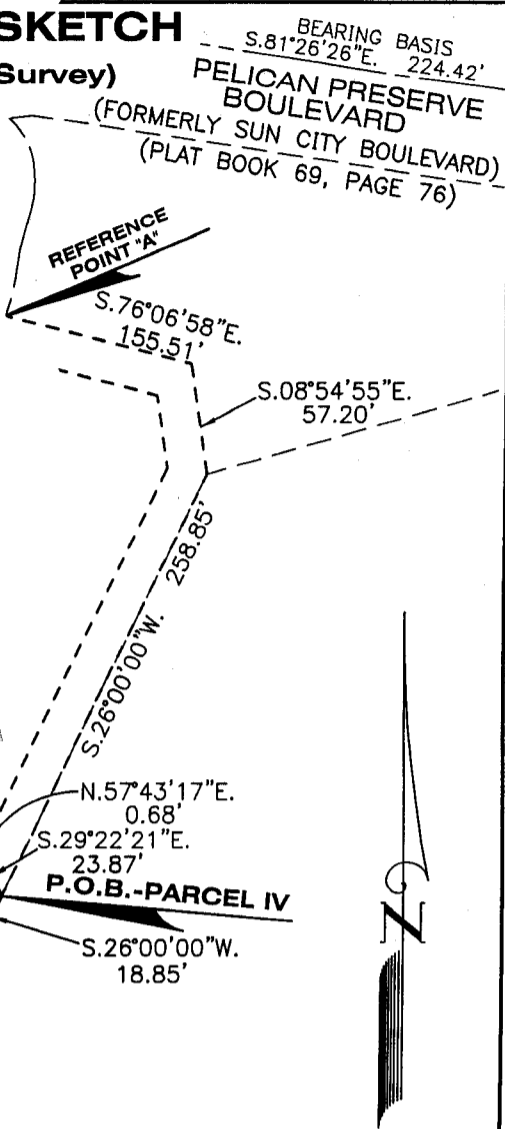 SKETCH
Survey)
BEARING BASIS
S.81°26'26"E. 224.42'
PELICAN PRESERVE
BOULEVARD
(FORMERLY SUN CITY BOULEVARD)
(PLAT BOOK 69, PAGE 76)
REFERENCE
POINT "A"
S.76°06'58"E.
155.51'
S.08°54'55"E.
57.20'
S.26°00'00"W. 258.85'
N.57°43'17"E.
0.68'
S.29°22'21"E.
23.87'
P.O.B.-PARCEL IV
S.26°00'00"W.
18.85'
N